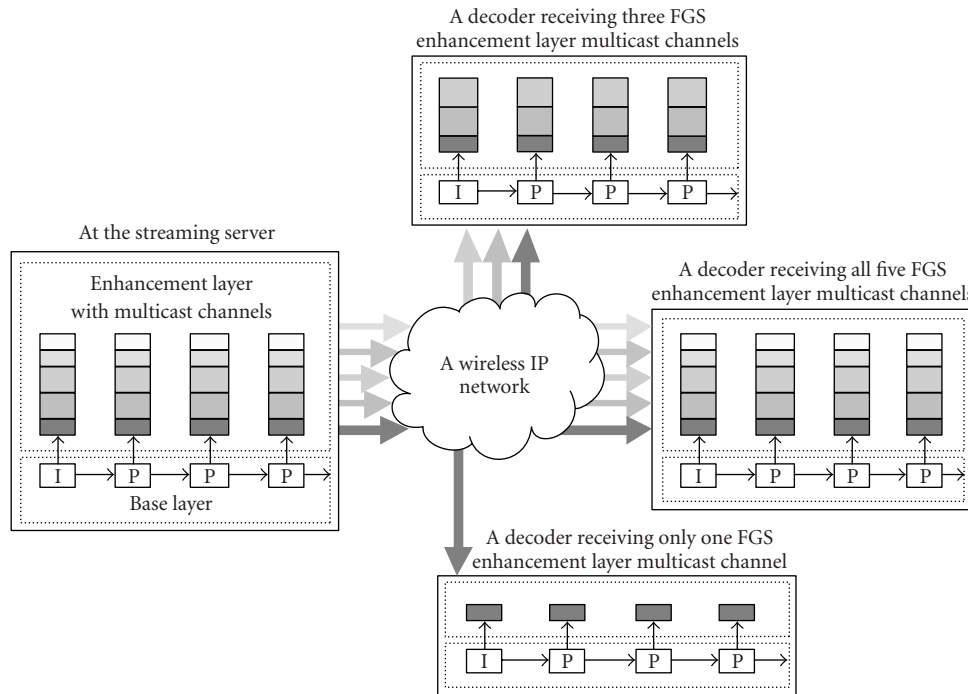 A decoder receiving three FGS
enhancement layer multicast channels
I
P
P
P
At the streaming server
Enhancement layer
with multicast channels
I
P
P
P
Base layer
A wireless IP
network
A decoder receiving all five FGS
enhancement layer multicast channels
I
P
P
P
A decoder receiving only one FGS
enhancement layer multicast channel
I
P
P
P